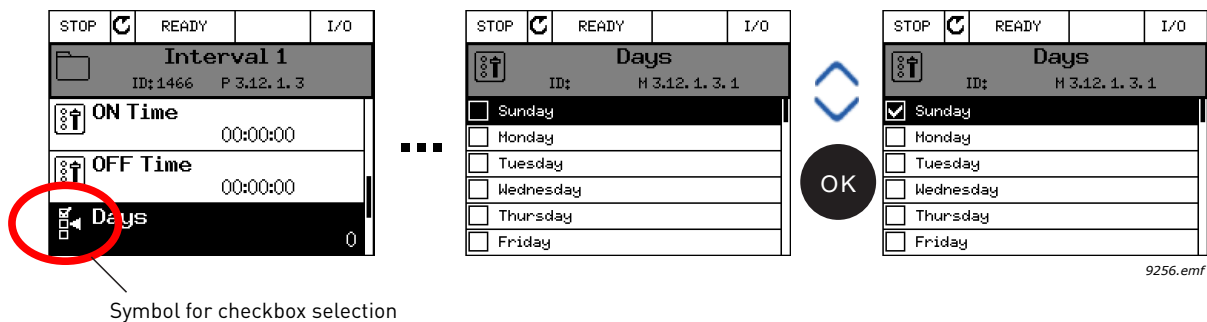 STOP READY I/O
Interval 1
ID:1466 P 3.12.1.3
ON Time
00:00:00
OFF Time
00:00:00
Days
0
STOP READY I/O
Days
ID: M 3.12.1.3.1
Sunday
Monday
Tuesday
Wednesday
Thursday
Friday
OK
STOP READY I/O
Days
ID: M 3.12.1.3.1
Sunday
Monday
Tuesday
Wednesday
Thursday
Friday
9256.emf
Symbol for checkbox selection